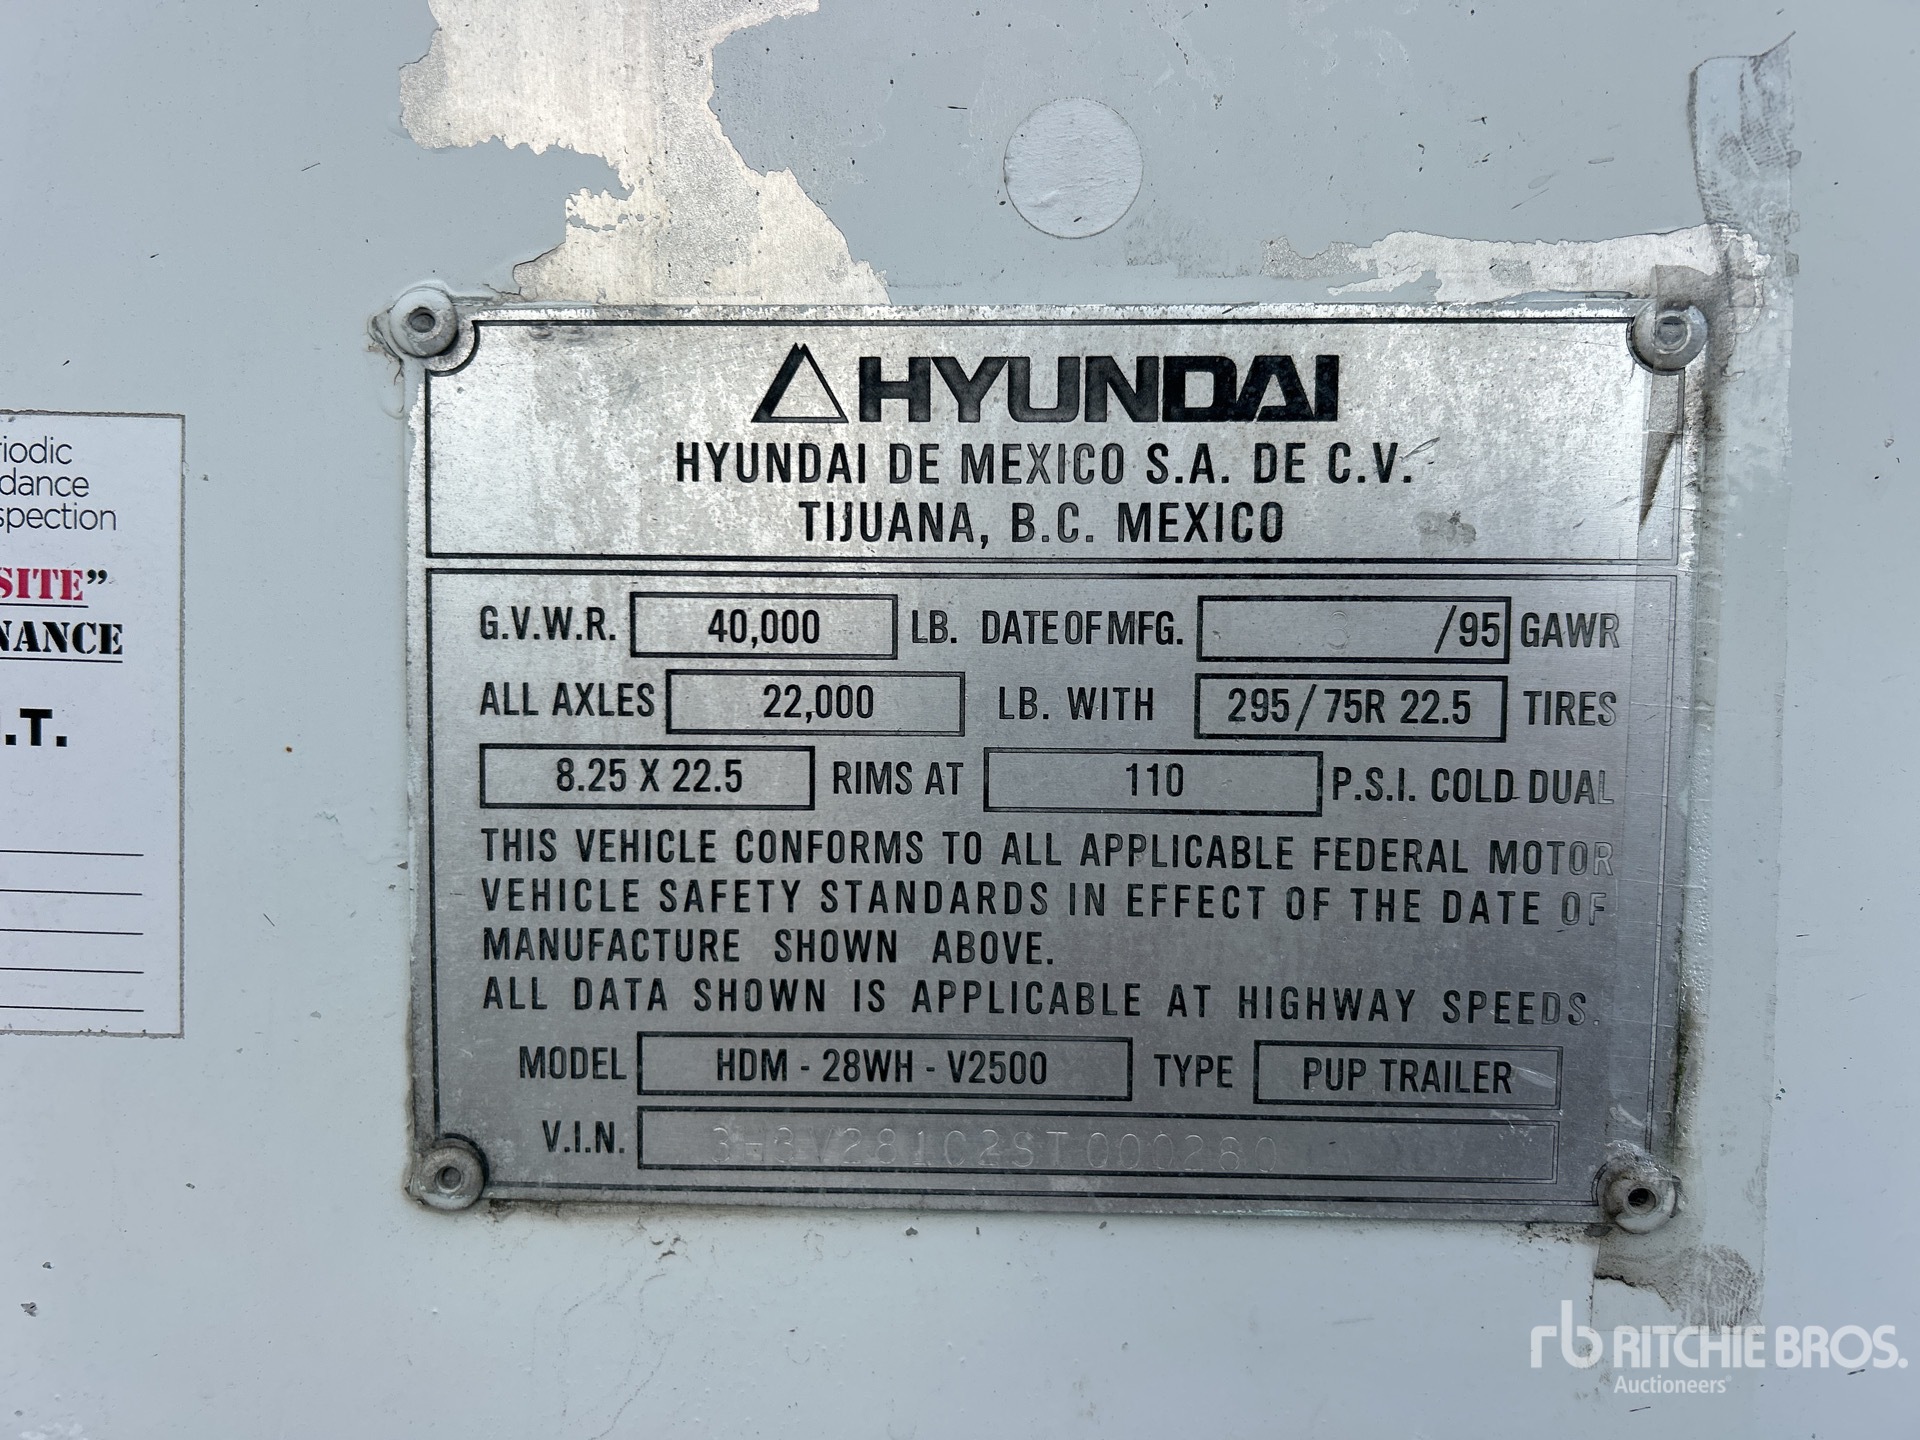 HYUNDAI
HYUNDAI DE MEXICO S.A. DE C.V.
TIJUANA, B.C. MEXICO
G.V.W.R. 40,000 LB. DATE OF MFG. 3 /95 GAWR
ALL AXLES 22,000 LB. WITH 295/75R 22.5 TIRES
8.25 X 22.5 RIMS AT 110 P.S.I. COLD DUAL
THIS VEHICLE CONFORMS TO ALL APPLICABLE FEDERAL MOTOR
VEHICLE SAFETY STANDARDS IN EFFECT OF THE DATE OF
MANUFACTURE SHOWN ABOVE.
ALL DATA SHOWN IS APPLICABLE AT HIGHWAY SPEEDS.
MODEL HDM - 28WH - V2500 TYPE PUP TRAILER
V.I.N. 3H3V281C2ST000280
riodic
dance
spection
SITE"
NANCE
.T.
rb RITCHIE BROS.
Auctioneers